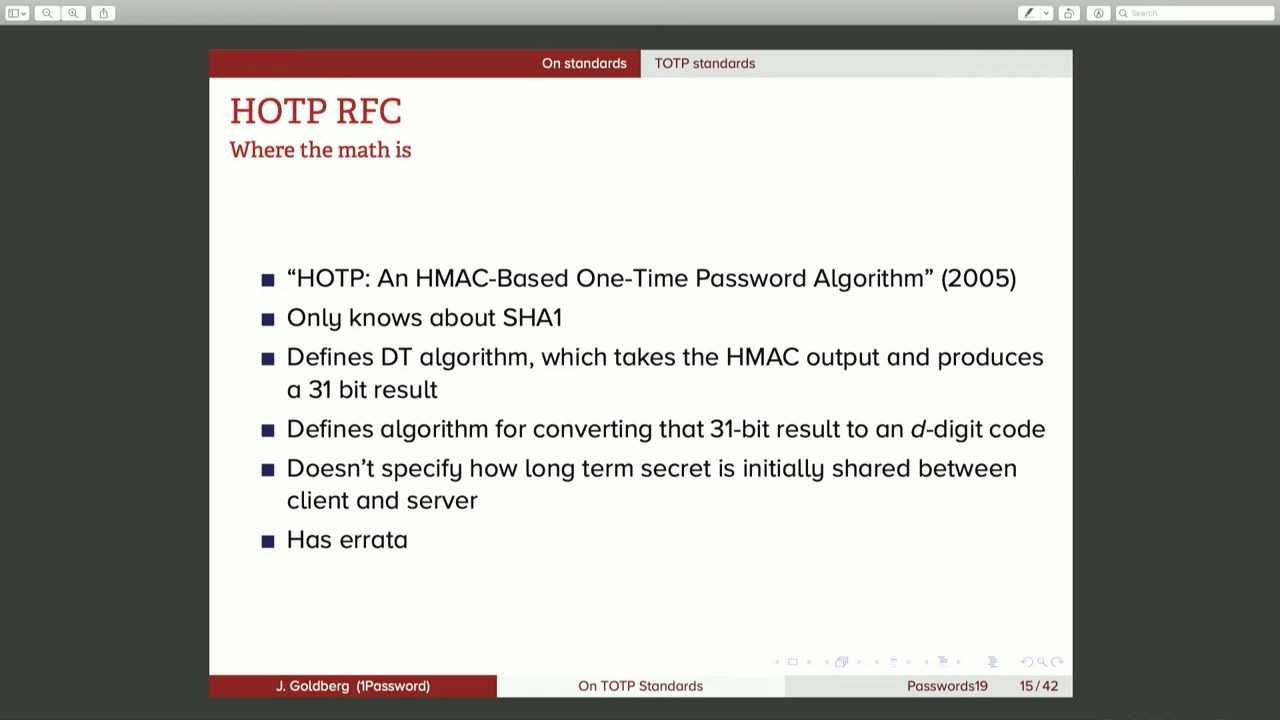 Search
On standards
TOTP standards
HOTP RFC
Where the math is
“HOTP: An HMAC-Based One-Time Password Algorithm” (2005)
Only knows about SHA1
Defines DT algorithm, which takes the HMAC output and produces
a 31 bit result
Defines algorithm for converting that 31-bit result to an d-digit code
Doesn’t specify how long term secret is initially shared between
client and server
Has errata
J. Goldberg (1Password)
On TOTP Standards
Passwords19
15 / 42